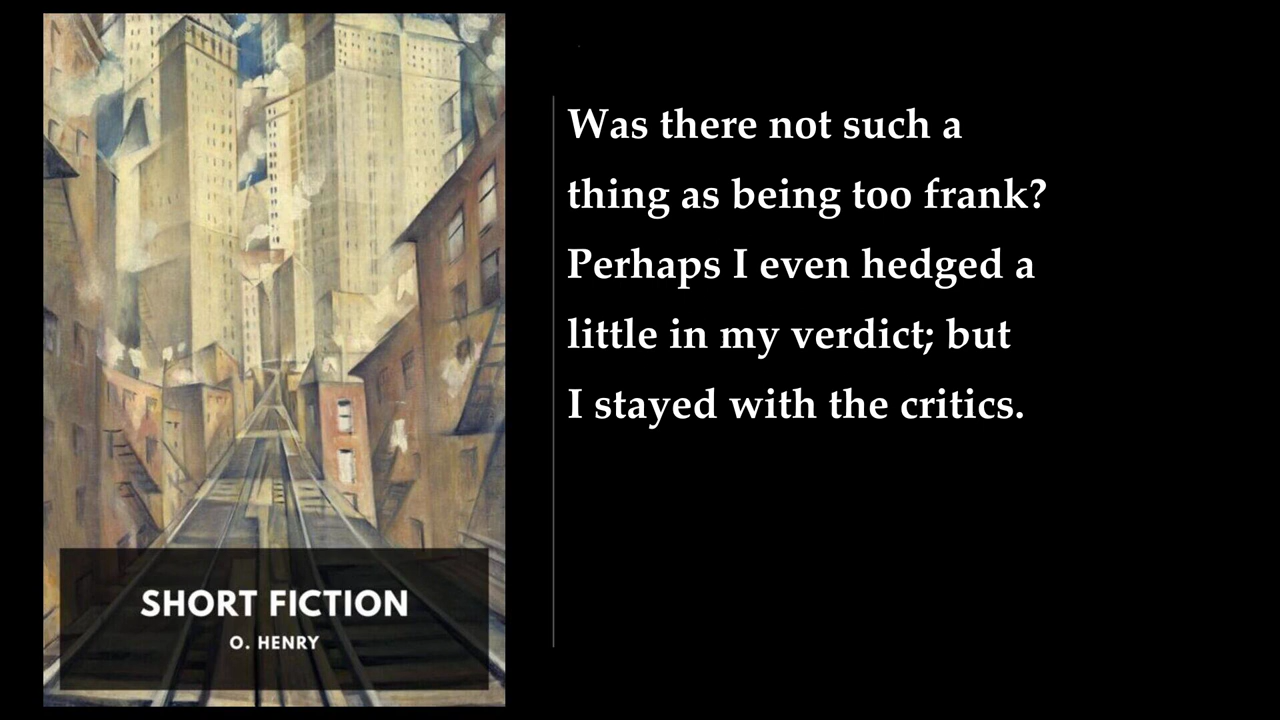 SHORT FICTION
O. HENRY
Was there not such a
thing as being too frank?
Perhaps I even hedged a
little in my verdict; but
I stayed with the critics.